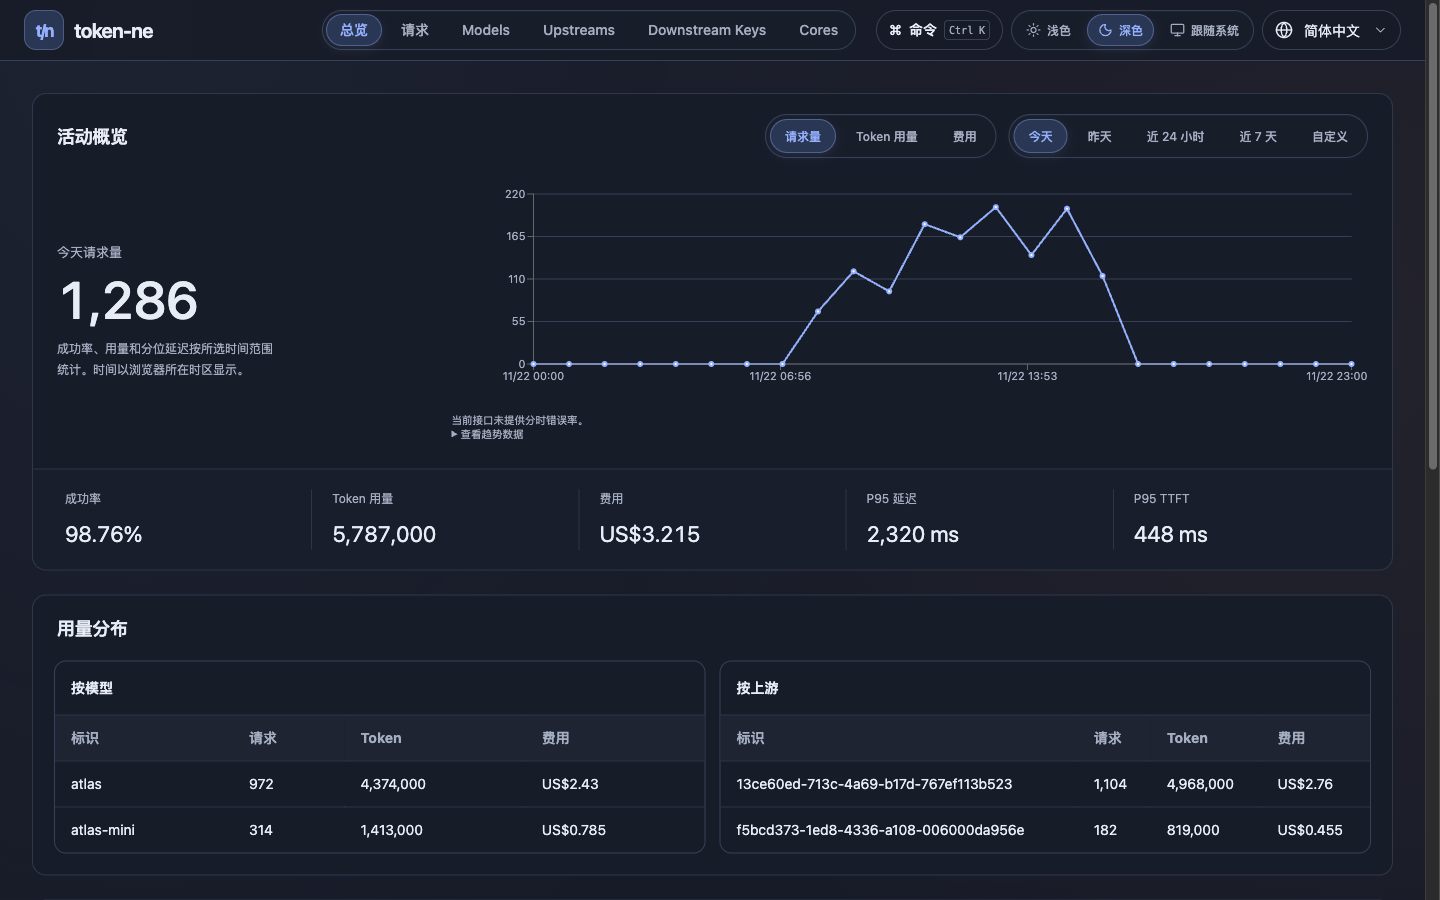 tjn token-ne 总览 请求 Models Upstreams Downstream Keys Cores ⌘ 命令 Ctrl K 浅色 深色 跟随系统 简体中文
活动概览 请求量 Token 用量 费用 今天 昨天 近 24 小时 近 7 天 自定义
今天请求量
1,286
成功率、用量和分位延迟按所选时间范围
统计。时间以浏览器所在时区显示。
220
165
110
55
0
11/22 00:00 11/22 06:56 11/22 13:53 11/22 23:00
当前接口未提供分时错误率。
查看趋势数据
成功率 Token 用量 费用 P95 延迟 P95 TTFT
98.76% 5,787,000 US$3.215 2,320 ms 448 ms
用量分布
按模型
标识 请求 Token 费用
atlas 972 4,374,000 US$2.43
atlas-mini 314 1,413,000 US$0.785
按上游
标识 请求 Token 费用
13ce60ed-713c-4a69-b17d-767ef113b523 1,104 4,968,000 US$2.76
f5bcd373-1ed8-4336-a108-006000da956e 182 819,000 US$0.455